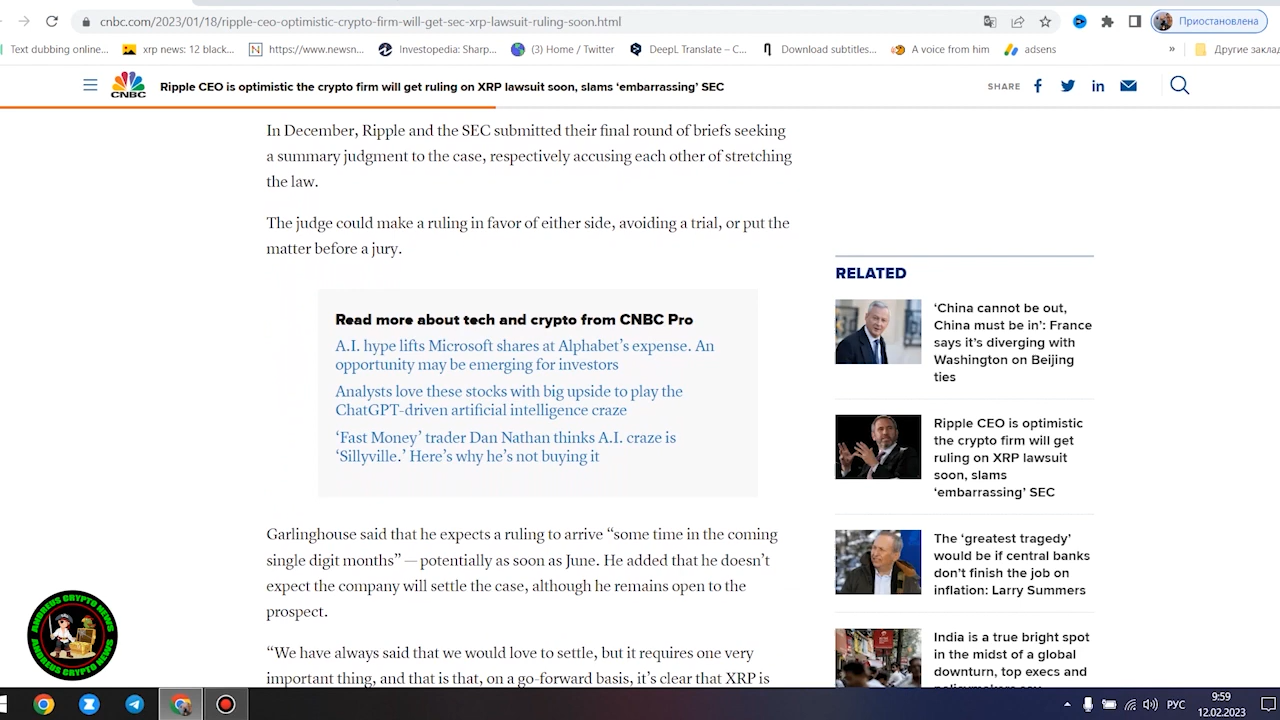 cnbc.com/2023/01/18/ripple-ceo-optimistic-crypto-firm-will-get-sec-xrp-lawsuit-ruling-soon.html
Приостановлена
Text dubbing online...
xrp news: 12 black...
https://www.newsn...
Investopedia: Sharp...
(3) Home / Twitter
DeepL Translate – C...
Download subtitles...
A voice from him
adsens
»
Другие закла
CNBC
Ripple CEO is optimistic the crypto firm will get ruling on XRP lawsuit soon, slams ‘embarrassing’ SEC
SHARE
In December, Ripple and the SEC submitted their final round of briefs seeking
a summary judgment to the case, respectively accusing each other of stretching
the law.
The judge could make a ruling in favor of either side, avoiding a trial, or put the
matter before a jury.
Read more about tech and crypto from CNBC Pro
A.I. hype lifts Microsoft shares at Alphabet’s expense. An
opportunity may be emerging for investors
Analysts love these stocks with big upside to play the
ChatGPT-driven artificial intelligence craze
‘Fast Money’ trader Dan Nathan thinks A.I. craze is
‘Sillyville.’ Here’s why he’s not buying it
Garlinghouse said that he expects a ruling to arrive “some time in the coming
single digit months” — potentially as soon as June. He added that he doesn’t
expect the company will settle the case, although he remains open to the
prospect.
“We have always said that we would love to settle, but it requires one very
important thing, and that is that, on a go-forward basis, it’s clear that XRP is
RELATED
‘China cannot be out,
China must be in’: France
says it’s diverging with
Washington on Beijing
ties
Ripple CEO is optimistic
the crypto firm will get
ruling on XRP lawsuit
soon, slams
‘embarrassing’ SEC
The ‘greatest tragedy’
would be if central banks
don’t finish the job on
inflation: Larry Summers
India is a true bright spot
in the midst of a global
downturn, top execs and
ANDREUS CRYPTO NEWS
ANDREUS CRYPTO NEWS
РУС
9:59
12.02.2023